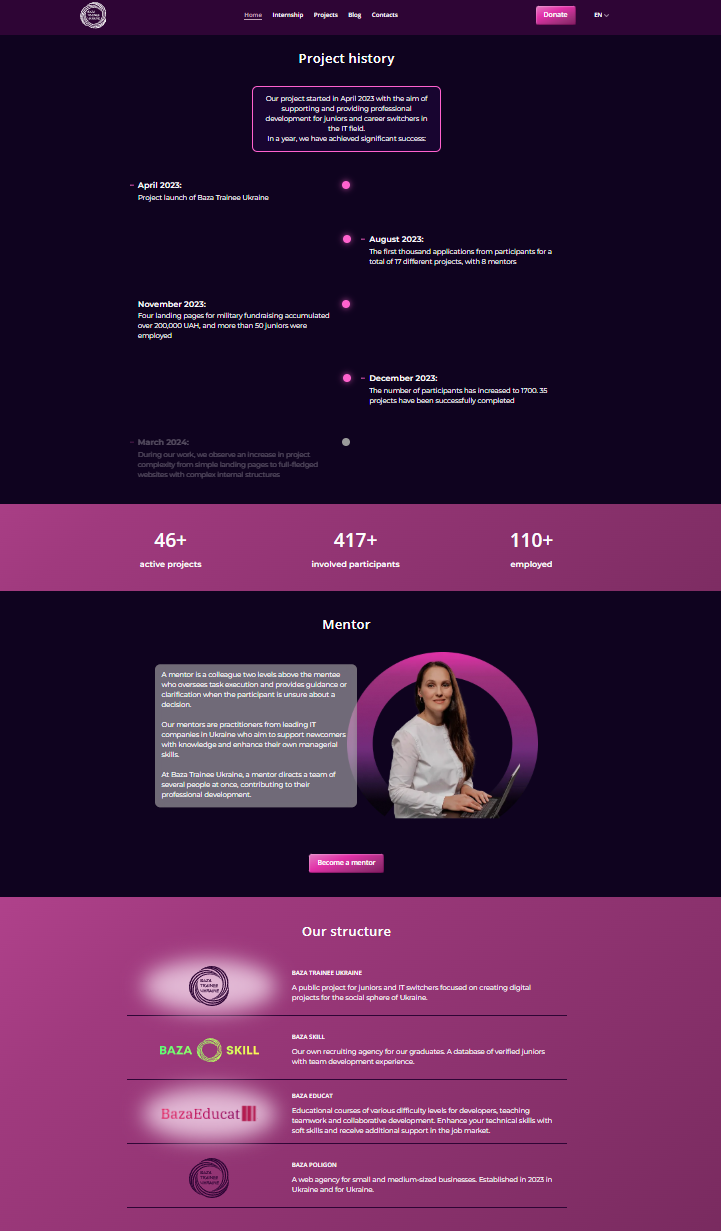 BAZA
TRAINEE
UKRAINE
Home Internship Projects Blog Contacts Donate EN
Project history
Our project started in April 2023 with the aim of
supporting and providing professional
development for juniors and career switchers in
the IT field.
In a year, we have achieved significant success:
April 2023:
Project launch of Baza Trainee Ukraine
August 2023:
The first thousand applications from participants for a
total of 17 different projects, with 8 mentors
November 2023:
Four landing pages for military fundraising accumulated
over 200,000 UAH, and more than 50 juniors were
employed
December 2023:
The number of participants has increased to 1700. 35
projects have been successfully completed
March 2024:
During our work, we observe an increase in project
complexity from simple landing pages to full-fledged
websites with complex internal structures
46+ 417+ 110+
active projects involved participants employed
Mentor
A mentor is a colleague two levels above the mentee
who oversees task execution and provides guidance or
clarification when the participant is unsure about a
decision.
Our mentors are practitioners from leading IT
companies in Ukraine who aim to support newcomers
with knowledge and enhance their own managerial
skills.
At Baza Trainee Ukraine, a mentor directs a team of
several people at once, contributing to their
professional development.
Become a mentor
Our structure
BAZA
TRAINEE
UKRAINE
BAZA TRAINEE UKRAINE
A public project for juniors and IT switchers focused on creating digital
projects for the social sphere of Ukraine.
BAZA SKILL
BAZA SKILL
Our own recruiting agency for our graduates. A database of verified juniors
with team development experience.
BazaEducat
BAZA EDUCAT
Educational courses of various difficulty levels for developers, teaching
teamwork and collaborative development. Enhance your technical skills with
soft skills and receive additional support in the job market.
BAZA
TRAINEE
UKRAINE
BAZA POLIGON
A web agency for small and medium-sized businesses. Established in 2023 in
Ukraine and for Ukraine.